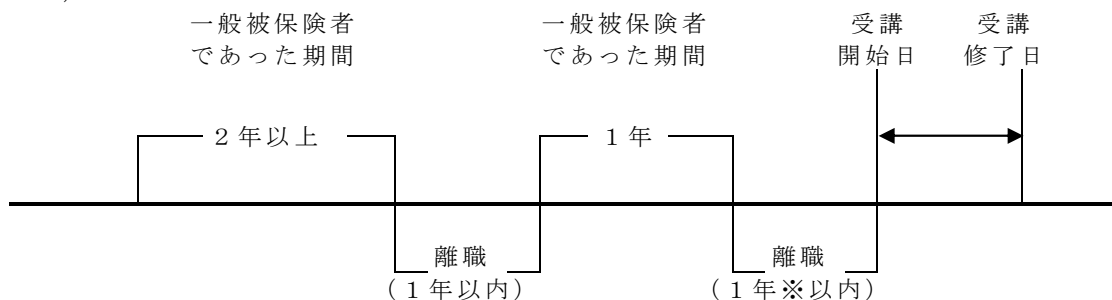 一般被保険者
であった期間
一般被保険者
であった期間
受講
開始日
受講
修了日
2年以上
1年
離職
(1年以内)
離職
(1年※以内)